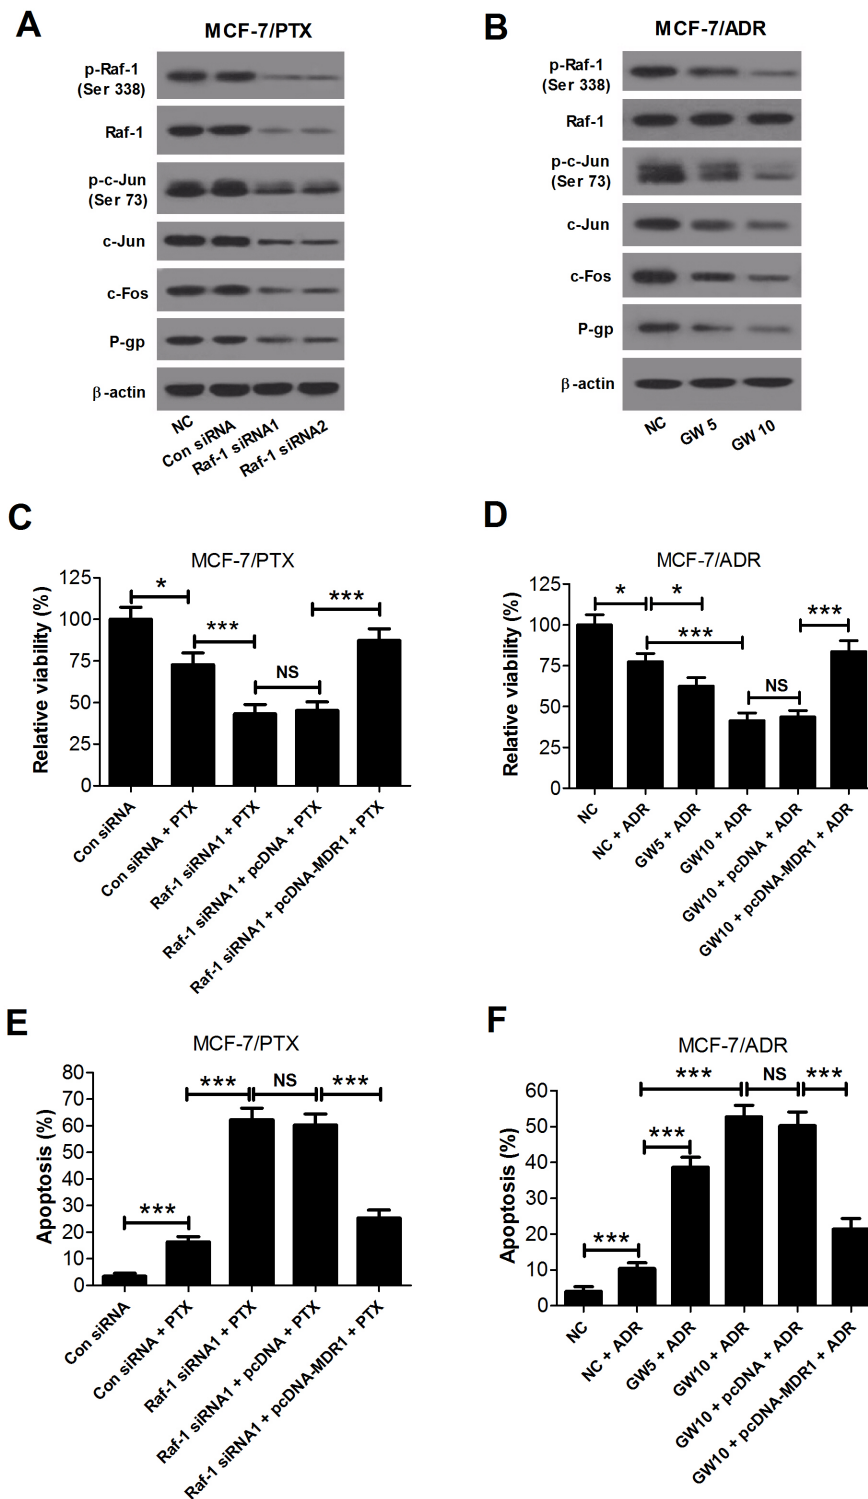 A
MCF-7/PTX
p-Raf-1
(Ser 338)
Raf-1
p-c-Jun
(Ser 73)
c-Jun
c-Fos
P-gp
β-actin
NC
Con siRNA
Raf-1 siRNA1
Raf-1 siRNA2
B
MCF-7/ADR
p-Raf-1
(Ser 338)
Raf-1
p-c-Jun
(Ser 73)
c-Jun
c-Fos
P-gp
β-actin
NC
GW 5
GW 10
C
MCF-7/PTX
Relative viability (%)
125
100
75
50
25
0
*
***
NS
***
Con siRNA
Con siRNA + PTX
Raf-1 siRNA1 + PTX
Raf-1 siRNA1 + pcDNA + PTX
Raf-1 siRNA1 + pcDNA-MDR1 + PTX
D
MCF-7/ADR
Relative viability (%)
125
100
75
50
25
0
*
*
***
NS
***
NC
NC + ADR
GW5 + ADR
GW10 + ADR
GW10 + pcDNA + ADR
GW10 + pcDNA-MDR1 + ADR
E
MCF-7/PTX
Apoptosis (%)
80
70
60
50
40
30
20
10
0
***
***
NS
***
Con siRNA
Con siRNA + PTX
Raf-1 siRNA1 + PTX
Raf-1 siRNA1 + pcDNA + PTX
Raf-1 siRNA1 + pcDNA-MDR1 + PTX
F
MCF-7/ADR
Apoptosis (%)
60
50
40
30
20
10
0
***
***
***
NS
***
NC
NC + ADR
GW5 + ADR
GW10 + ADR
GW10 + pcDNA + ADR
GW10 + pcDNA-MDR1 + ADR